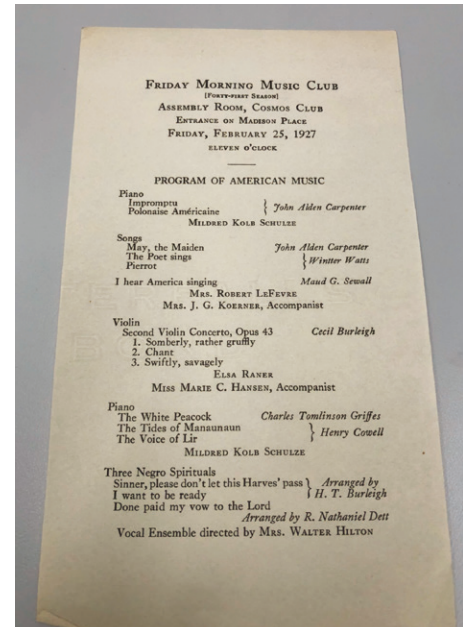 FRIDAY MORNING MUSIC CLUB
[FORTY-FIRST SEASON]
ASSEMBLY ROOM, COSMOS CLUB
ENTRANCE ON MADISON PLACE
FRIDAY, FEBRUARY 25, 1927
ELEVEN O'CLOCK
PROGRAM OF AMERICAN MUSIC
Piano
Impromptu
Polonaise Américaine } John Alden Carpenter
MILDRED KOLB SCHULZE
Songs
May, the Maiden John Alden Carpenter
The Poet sings
Pierrot } Wintter Watts
I hear America singing Maud G. Sewall
MRS. ROBERT LEFEVRE
MRS. J. G. KOERNER, Accompanist
Violin
Second Violin Concerto, Opus 43 Cecil Burleigh
1. Somberly, rather gruffly
2. Chant
3. Swiftly, savagely
ELSA RANER
MISS MARIE C. HANSEN, Accompanist
Piano
The White Peacock Charles Tomlinson Griffes
The Tides of Manaunaun
The Voice of Lir } Henry Cowell
MILDRED KOLB SCHULZE
Three Negro Spirituals
Sinner, please don't let this Harves' pass } Arranged by
I want to be ready } H. T. Burleigh
Done paid my vow to the Lord
Arranged by R. Nathaniel Dett
Vocal Ensemble directed by MRS. WALTER HILTON